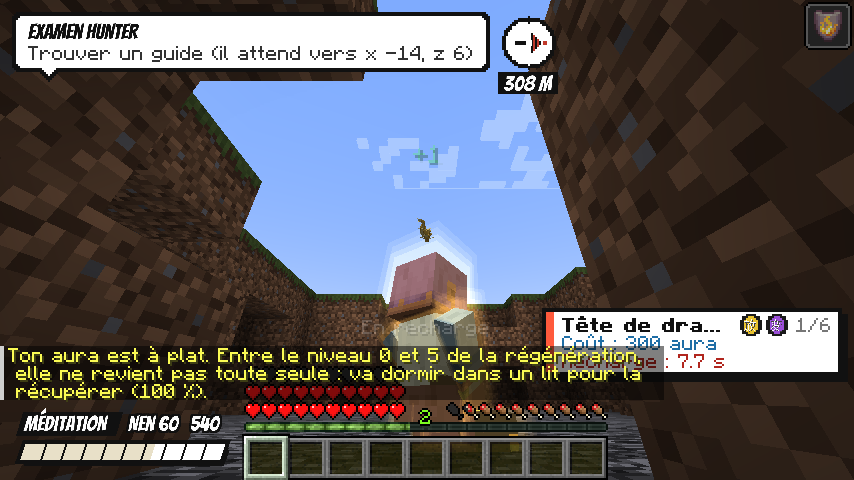 EXAMEN HUNTER
Trouver un guide (il attend vers x -14, z 6)
308 M
+1
En recharge
Tête de dra... 1/6
Coût : 300 aura
Recharge : 7.7 s
Ton aura est à plat. Entre le niveau 0 et 5 de la régénération,
elle ne revient pas toute seule : va dormir dans un lit pour la
récupérer (100 %).
2
MÉDITATION NEN 60 540